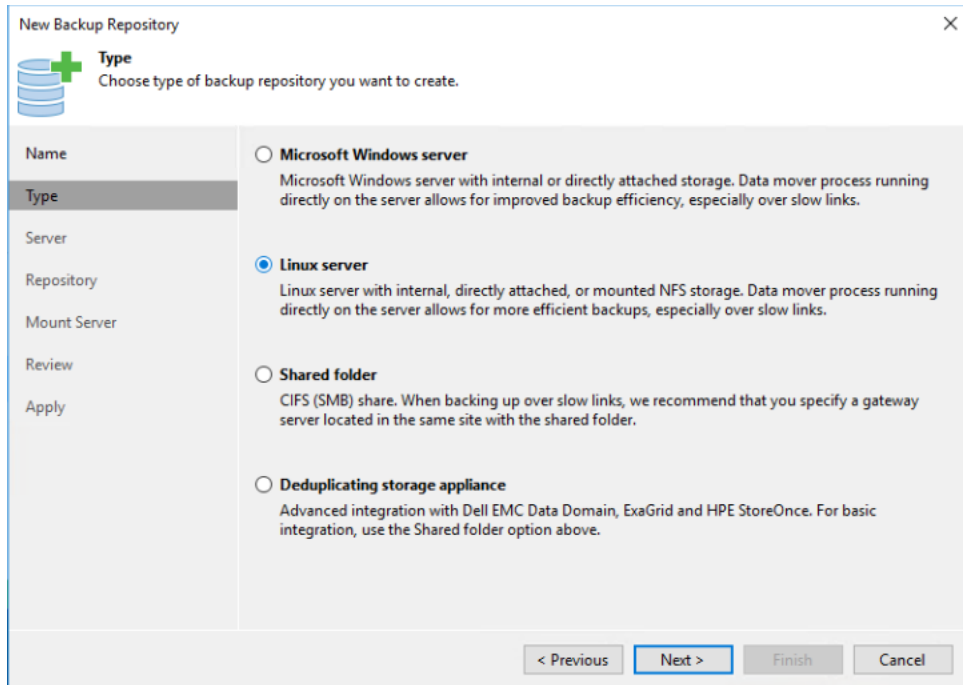 New Backup Repository
Type
Choose type of backup repository you want to create.
Name
Type
Server
Repository
Mount Server
Review
Apply
Microsoft Windows server
Microsoft Windows server with internal or directly attached storage. Data mover process running
directly on the server allows for improved backup efficiency, especially over slow links.
Linux server
Linux server with internal, directly attached, or mounted NFS storage. Data mover process running
directly on the server allows for more efficient backups, especially over slow links.
Shared folder
CIFS (SMB) share. When backing up over slow links, we recommend that you specify a gateway
server located in the same site with the shared folder.
Deduplicating storage appliance
Advanced integration with Dell EMC Data Domain, ExaGrid and HPE StoreOnce. For basic
integration, use the Shared folder option above.
< Previous
Next >
Finish
Cancel